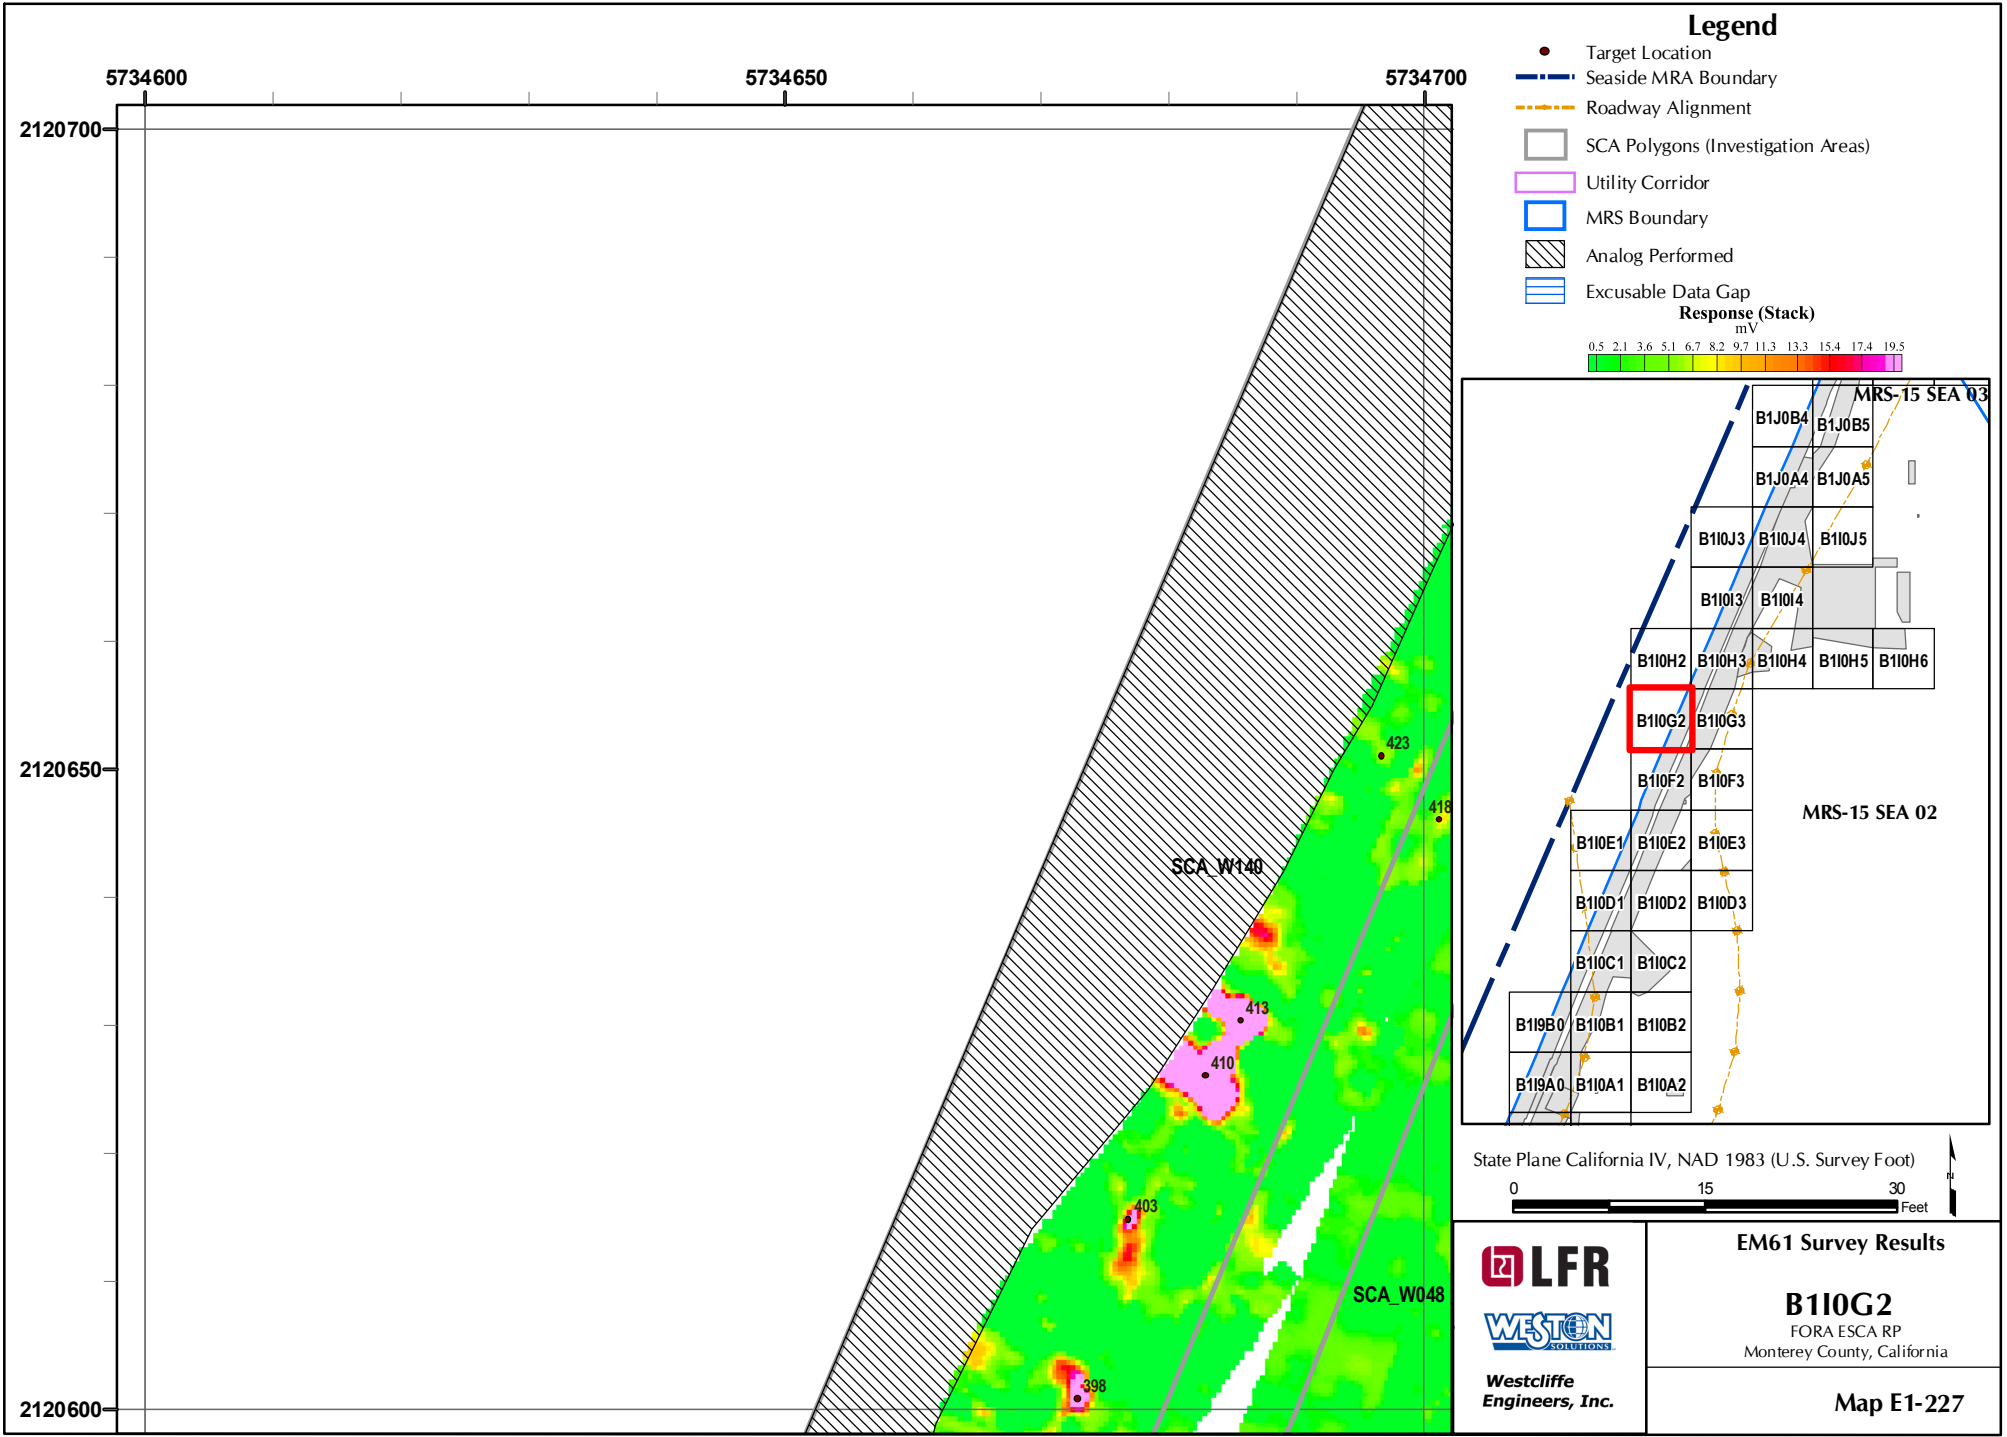 5734600
5734650
5734700
2120700
2120650
2120600
SCA_W140
SCA_W048
423
418
413
410
403
398
Legend
Target Location
Seaside MRA Boundary
Roadway Alignment
SCA Polygons (Investigation Areas)
Utility Corridor
MRS Boundary
Analog Performed
Excusable Data Gap
Response (Stack)
mV
0.5 2.1 3.6 5.1 6.7 8.2 9.7 11.3 13.3 15.4 17.4 19.5
MRS-15 SEA 03
B1J0B4 B1J0B5
B1J0A4 B1J0A5
B1I0J3 B1I0J4 B1I0J5
B1I0I3 B1I0I4
B1I0H2 B1I0H3 B1I0H4 B1I0H5 B1I0H6
B1I0G2 B1I0G3
B1I0F2 B1I0F3
MRS-15 SEA 02
B1I0E1 B1I0E2 B1I0E3
B1I0D1 B1I0D2 B1I0D3
B1I0C1 B1I0C2
B1I9B0 B1I0B1 B1I0B2
B1I9A0 B1I0A1 B1I0A2
State Plane California IV, NAD 1983 (U.S. Survey Foot)
0 15 30
Feet
N
LFR
WESTON
SOLUTIONS
Westcliffe
Engineers, Inc.
EM61 Survey Results
B1I0G2
FORA ESCA RP
Monterey County, California
Map E1-227